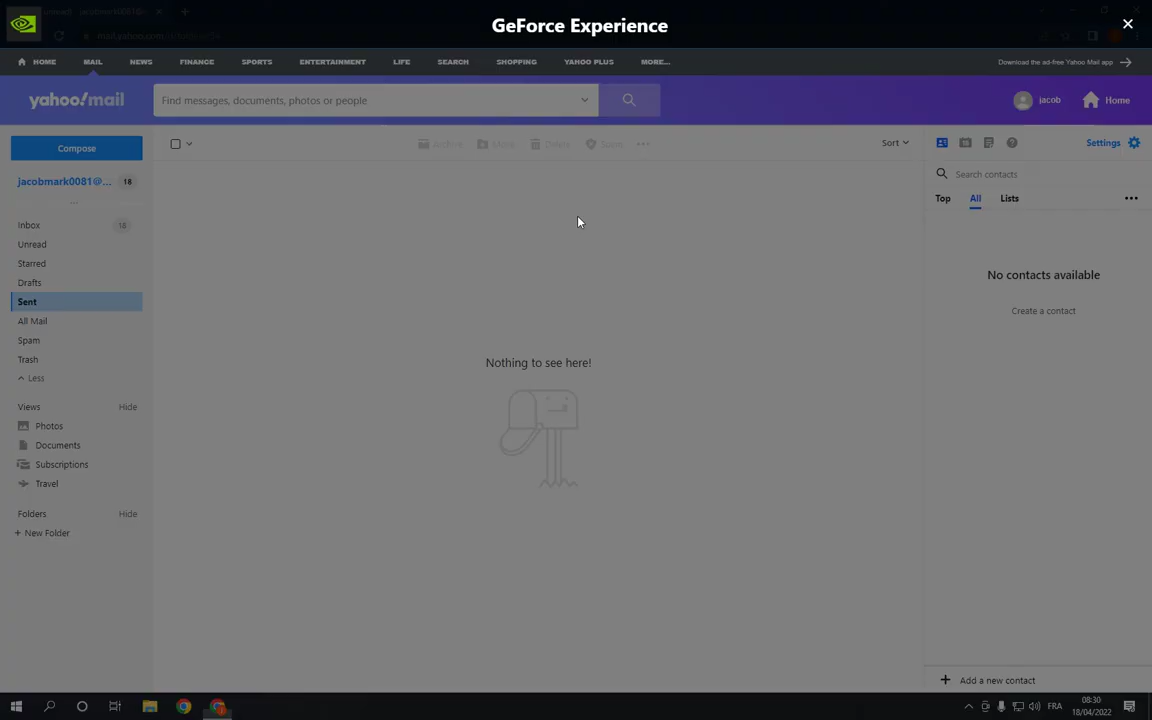 GeForce Experience
HOME MAIL NEWS FINANCE SPORTS ENTERTAINMENT LIFE SEARCH SHOPPING YAHOO PLUS MORE... Download the ad-free Yahoo Mail app
yahoo!mail Find messages, documents, photos or people jacob Home
Compose Archive Move Delete Spam ... Sort Settings
jacobmark0081@... 18 Search contacts
... Top All Lists ...
Inbox 18
Unread
Starred
Drafts
Sent
All Mail
Spam
Trash
Less
Views Hide
Photos
Documents
Subscriptions
Travel
Folders Hide
+ New Folder
Nothing to see here!
No contacts available
Create a contact
+ Add a new contact
FRA 08:30
18/04/2022